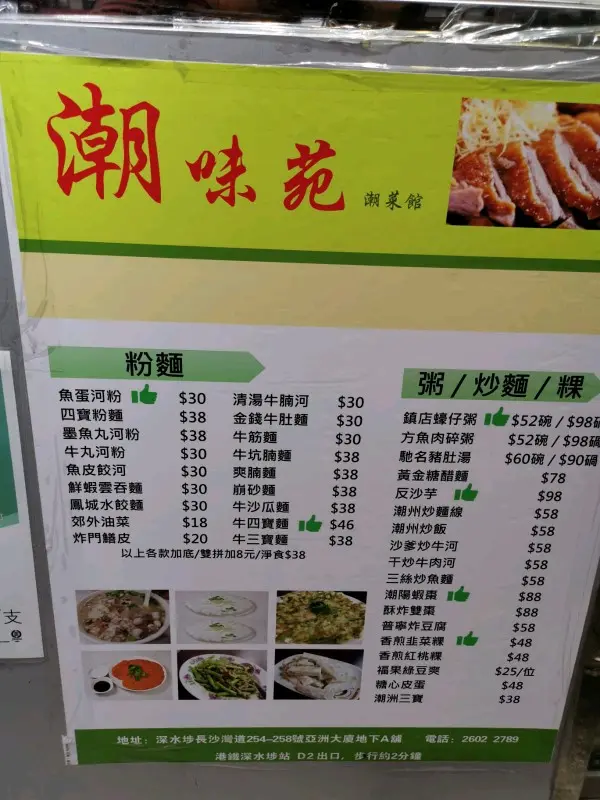 潮味苑 潮菜館
粉麵
魚蛋河粉 $30
四寶粉麵 $38
墨魚丸河粉 $38
牛丸河粉 $30
魚皮餃河 $30
鮮蝦雲吞麵 $30
鳳城水餃麵 $30
郊外油菜 $18
炸門鱔皮 $20
清湯牛腩河 $30
金錢牛肚麵 $30
牛筋麵 $30
牛坑腩麵 $38
爽腩麵 $38
崩砂麵 $38
牛沙瓜麵 $38
牛四寶麵 $46
牛三寶麵 $38
以上各款加底/雙拼加8元/淨食$38
粥 / 炒麵 / 粿
鎮店蠔仔粥 $52碗 / $98
方魚肉碎粥 $52碗 / $98
馳名豬肚湯 $60碗 / $90鍋
黃金糖醋麵 $78
反沙芋 $98
潮州炒麵線 $58
潮州炒飯 $58
沙爹炒牛河 $58
干炒牛肉河 $58
三絲炒魚麵 $58
潮陽蝦棗 $88
酥炸雙棗 $88
普寧炸豆腐 $58
香煎韭菜粿 $48
香煎紅桃粿 $48
福果綠豆爽 $25/位
糖心皮蛋 $48
潮洲三寶 $38
地址：深水埗長沙灣道254-258號亞洲大廈地下A舖 電話：2602 2789
港鐵深水埗站 D2出口，步行約2分鐘
支